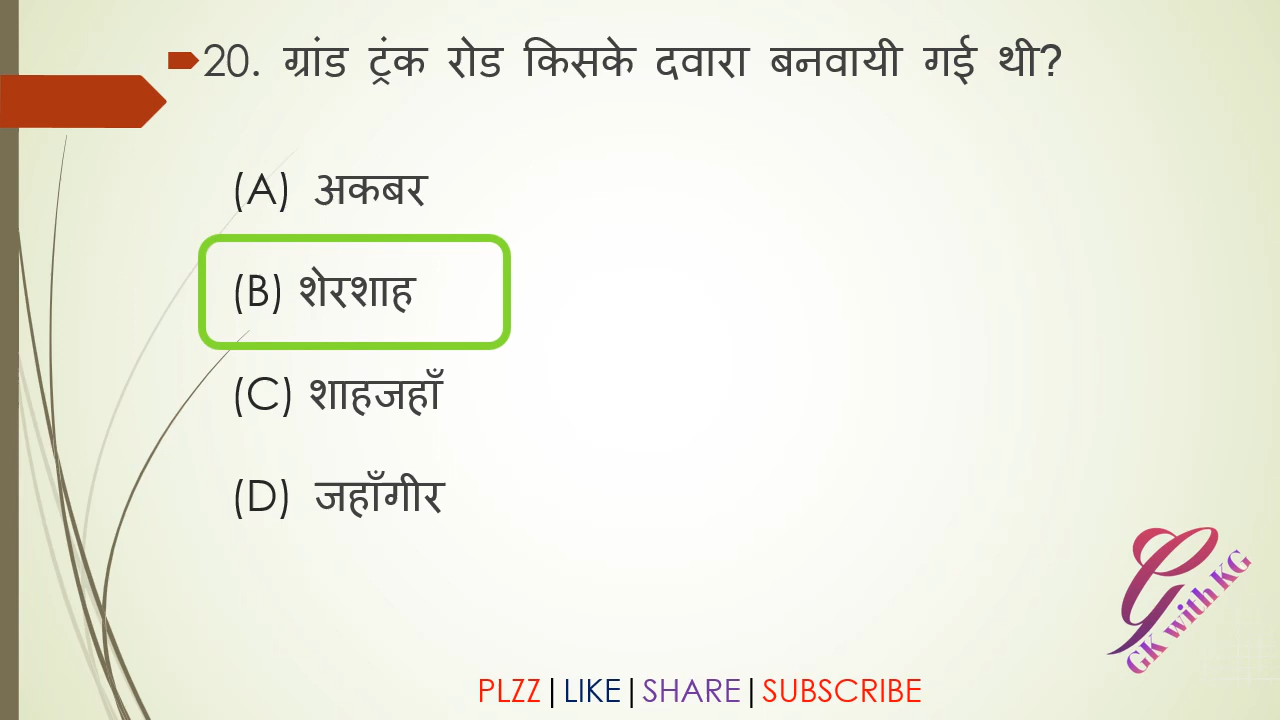 20. ग्रांड ट्रंक रोड किसके दवारा बनवायी गई थी?
(A) अकबर
(B) शेरशाह
(C) शाहजहाँ
(D) जहाँगीर
G
GK with KG
PLZZ|LIKE|SHARE|SUBSCRIBE